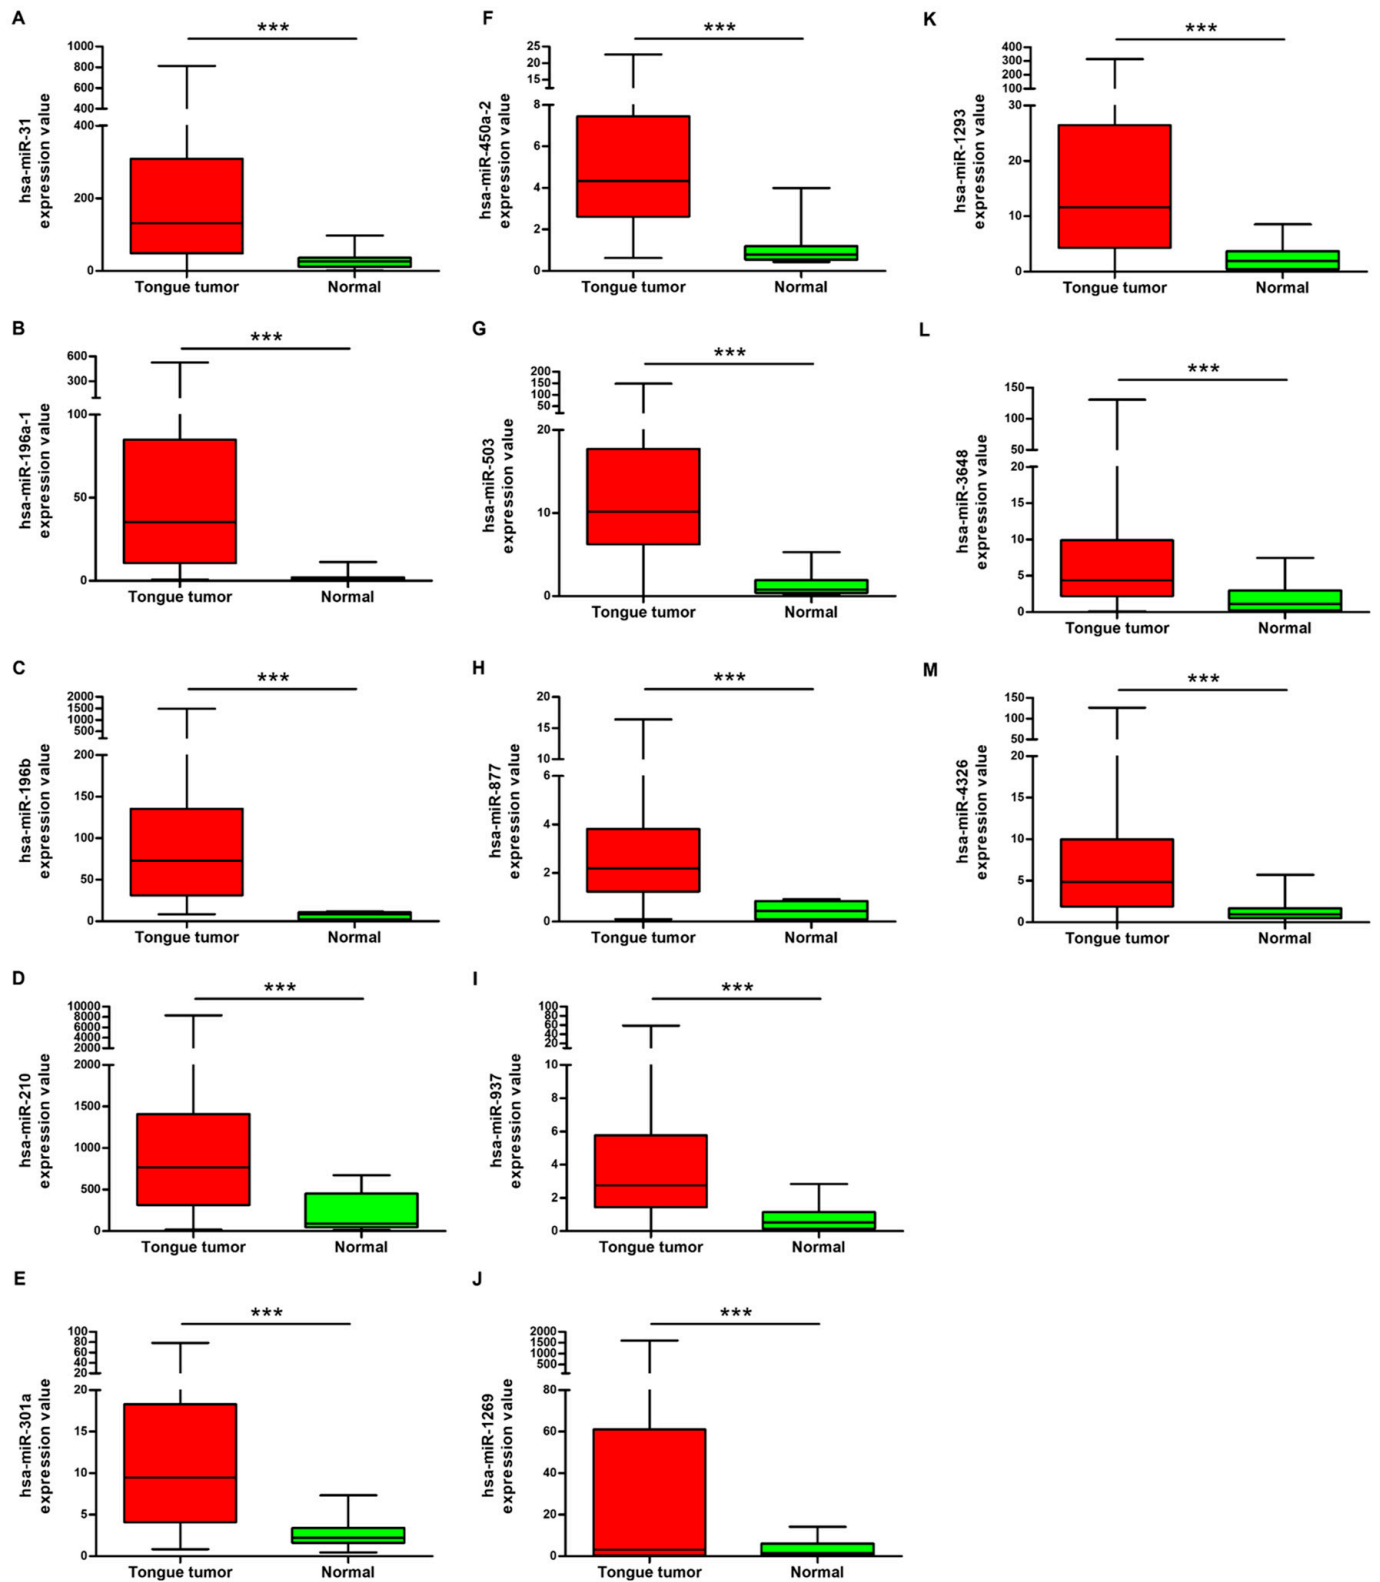 A
***
hsa-miR-31
expression value
1000
800
600
400
400
200
0
Tongue tumor
Normal
B
***
hsa-miR-196a-1
expression value
600
300
100
50
0
Tongue tumor
Normal
C
***
hsa-miR-196b
expression value
2000
1500
1000
500
200
150
100
50
0
Tongue tumor
Normal
D
***
hsa-miR-210
expression value
10000
8000
6000
4000
2000
2000
1500
1000
500
0
Tongue tumor
Normal
E
***
hsa-miR-301a
expression value
100
80
60
40
20
20
15
10
5
0
Tongue tumor
Normal
F
***
hsa-miR-450a-2
expression value
25
20
15
8
6
4
2
0
Tongue tumor
Normal
G
***
hsa-miR-503
expression value
200
150
100
50
20
10
0
Tongue tumor
Normal
H
***
hsa-miR-877
expression value
20
15
10
6
4
2
0
Tongue tumor
Normal
I
***
hsa-miR-937
expression value
100
80
60
40
20
10
8
6
4
2
0
Tongue tumor
Normal
J
***
hsa-miR-1269
expression value
2000
1500
1000
500
80
60
40
20
0
Tongue tumor
Normal
K
***
hsa-miR-1293
expression value
400
300
200
100
30
20
10
0
Tongue tumor
Normal
L
***
hsa-miR-3648
expression value
150
100
50
20
15
10
5
0
Tongue tumor
Normal
M
***
hsa-miR-4326
expression value
150
100
50
20
15
10
5
0
Tongue tumor
Normal